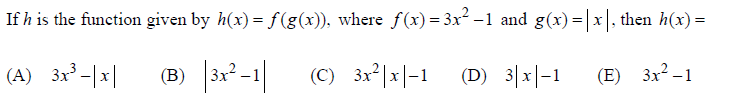 If h is the function given by h(x) = f(g(x)), where f(x) = 3x² −1 and g(x) = |x|, then h(x) =
(A) 3x³ −|x| (B) |3x² −1| (C) 3x²|x|−1 (D) 3|x|−1 (E) 3x² −1